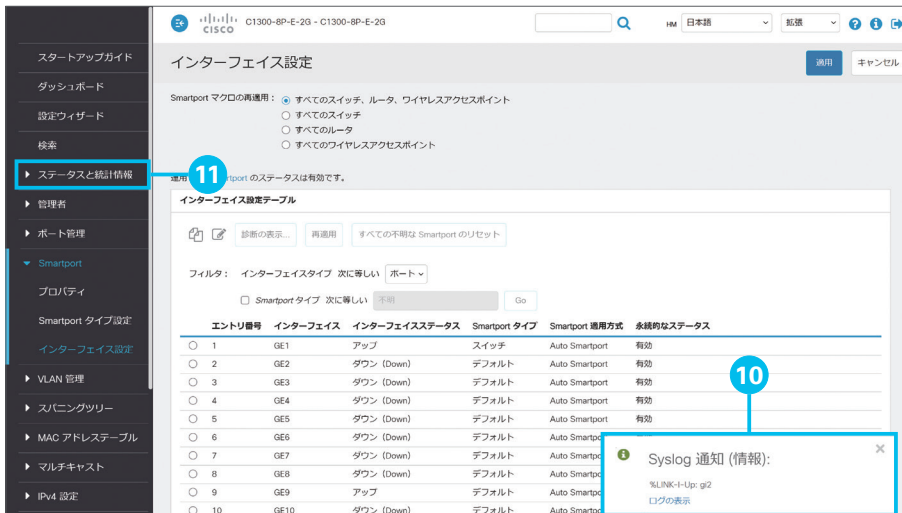 CISCO
C1300-8P-E-2G - C1300-8P-E-2G
HM 日本語 拡張
スタートアップガイド
ダッシュボード
設定ウィザード
検索
ステータスと統計情報
管理者
ポート管理
Smartport
プロパティ
Smartport タイプ設定
インターフェイス設定
VLAN 管理
スパニングツリー
MAC アドレステーブル
マルチキャスト
IPv4 設定
11
インターフェイス設定
適用 キャンセル
Smartport マクロの再適用： すべてのスイッチ、ルータ、ワイヤレスアクセスポイント
すべてのスイッチ
すべてのルータ
すべてのワイヤレスアクセスポイント
tport のステータスは有効です。
インターフェイス設定テーブル
診断の表示... 再適用 すべての不明な Smartport のリセット
フィルタ： インターフェイスタイプ 次に等しい ポート
Smartport タイプ 次に等しい 不明 Go
エントリ番号 インターフェイス インターフェイスステータス Smartport タイプ Smartport 適用方式 永続的なステータス
1 GE1 アップ スイッチ Auto Smartport 有効
2 GE2 ダウン（Down） デフォルト Auto Smartport 有効
3 GE3 ダウン（Down） デフォルト Auto Smartport 有効
4 GE4 ダウン（Down） デフォルト Auto Smartport 有効
5 GE5 ダウン（Down） デフォルト Auto Smartport 有効
6 GE6 ダウン（Down） デフォルト Auto Smartpo
7 GE7 ダウン（Down） デフォルト Auto Smartpo
8 GE8 ダウン（Down） デフォルト Auto Smartpo
9 GE9 アップ デフォルト Auto Smartpo
10 GE10 ダウン（Down） デフォルト Auto Smartpo
10
Syslog 通知 (情報):
%LINK-I-Up: gi2
ログの表示